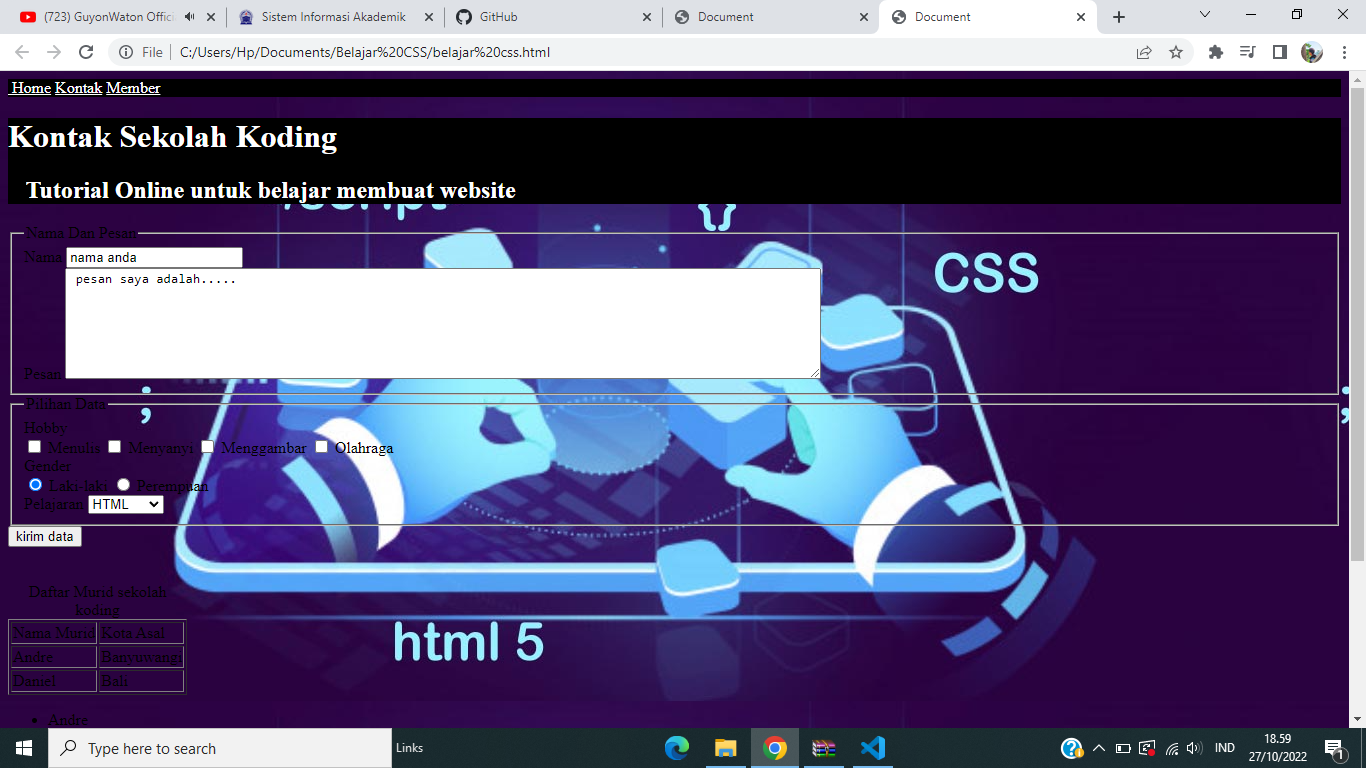 (723) GuyonWaton Offici
Sistem Informasi Akademik
GitHub
Document
Document
File
C:/Users/Hp/Documents/Belajar%20CSS/belajar%20css.html
Home Kontak Member
Kontak Sekolah Koding
Tutorial Online untuk belajar membuat website
{}
CSS
Nama Dan Pesan
Nama nama anda
pesan saya adalah.....
Pesan
;
;
Pilihan Data
Hobby
Menulis Menyanyi Menggambar Olahraga
Gender
Laki-laki Perempuan
Pelajaran HTML
kirim data
Daftar Murid sekolah
koding
Nama Murid Kota Asal
Andre Banyuwangi
Daniel Bali
html 5
• Andre
Type here to search
Links
IND
18.59
27/10/2022
1